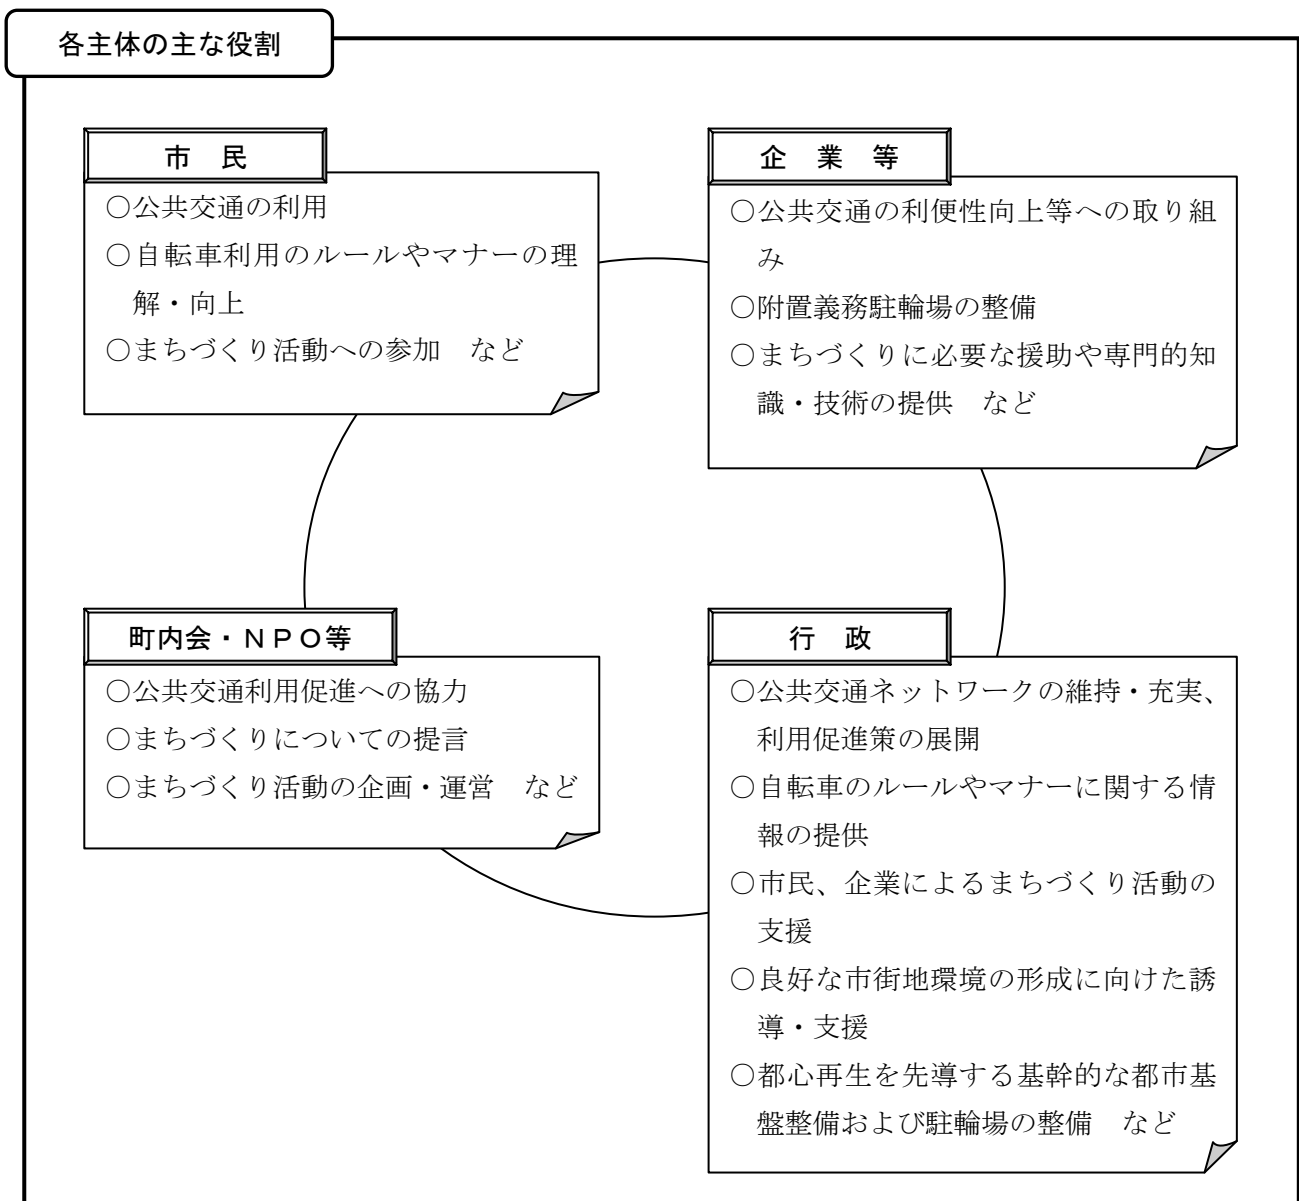 各主体の主な役割
市　民
○公共交通の利用
○自転車利用のルールやマナーの理
解・向上
○まちづくり活動への参加　など
企　業　等
○公共交通の利便性向上等への取り組
み
○附置義務駐輪場の整備
○まちづくりに必要な援助や専門的知
識・技術の提供　など
町内会・ＮＰＯ等
○公共交通利用促進への協力
○まちづくりについての提言
○まちづくり活動の企画・運営　など
行　政
○公共交通ネットワークの維持・充実、
利用促進策の展開
○自転車のルールやマナーに関する情
報の提供
○市民、企業によるまちづくり活動の
支援
○良好な市街地環境の形成に向けた誘
導・支援
○都心再生を先導する基幹的な都市基
盤整備および駐輪場の整備　など